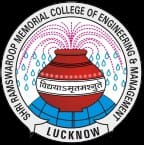 SHRI RAMSWAROOP MEMORIAL COLLEGE OF ENGINEERING & MANAGEMENT
विद्ययाऽमृतमश्नुते
LUCKNOW